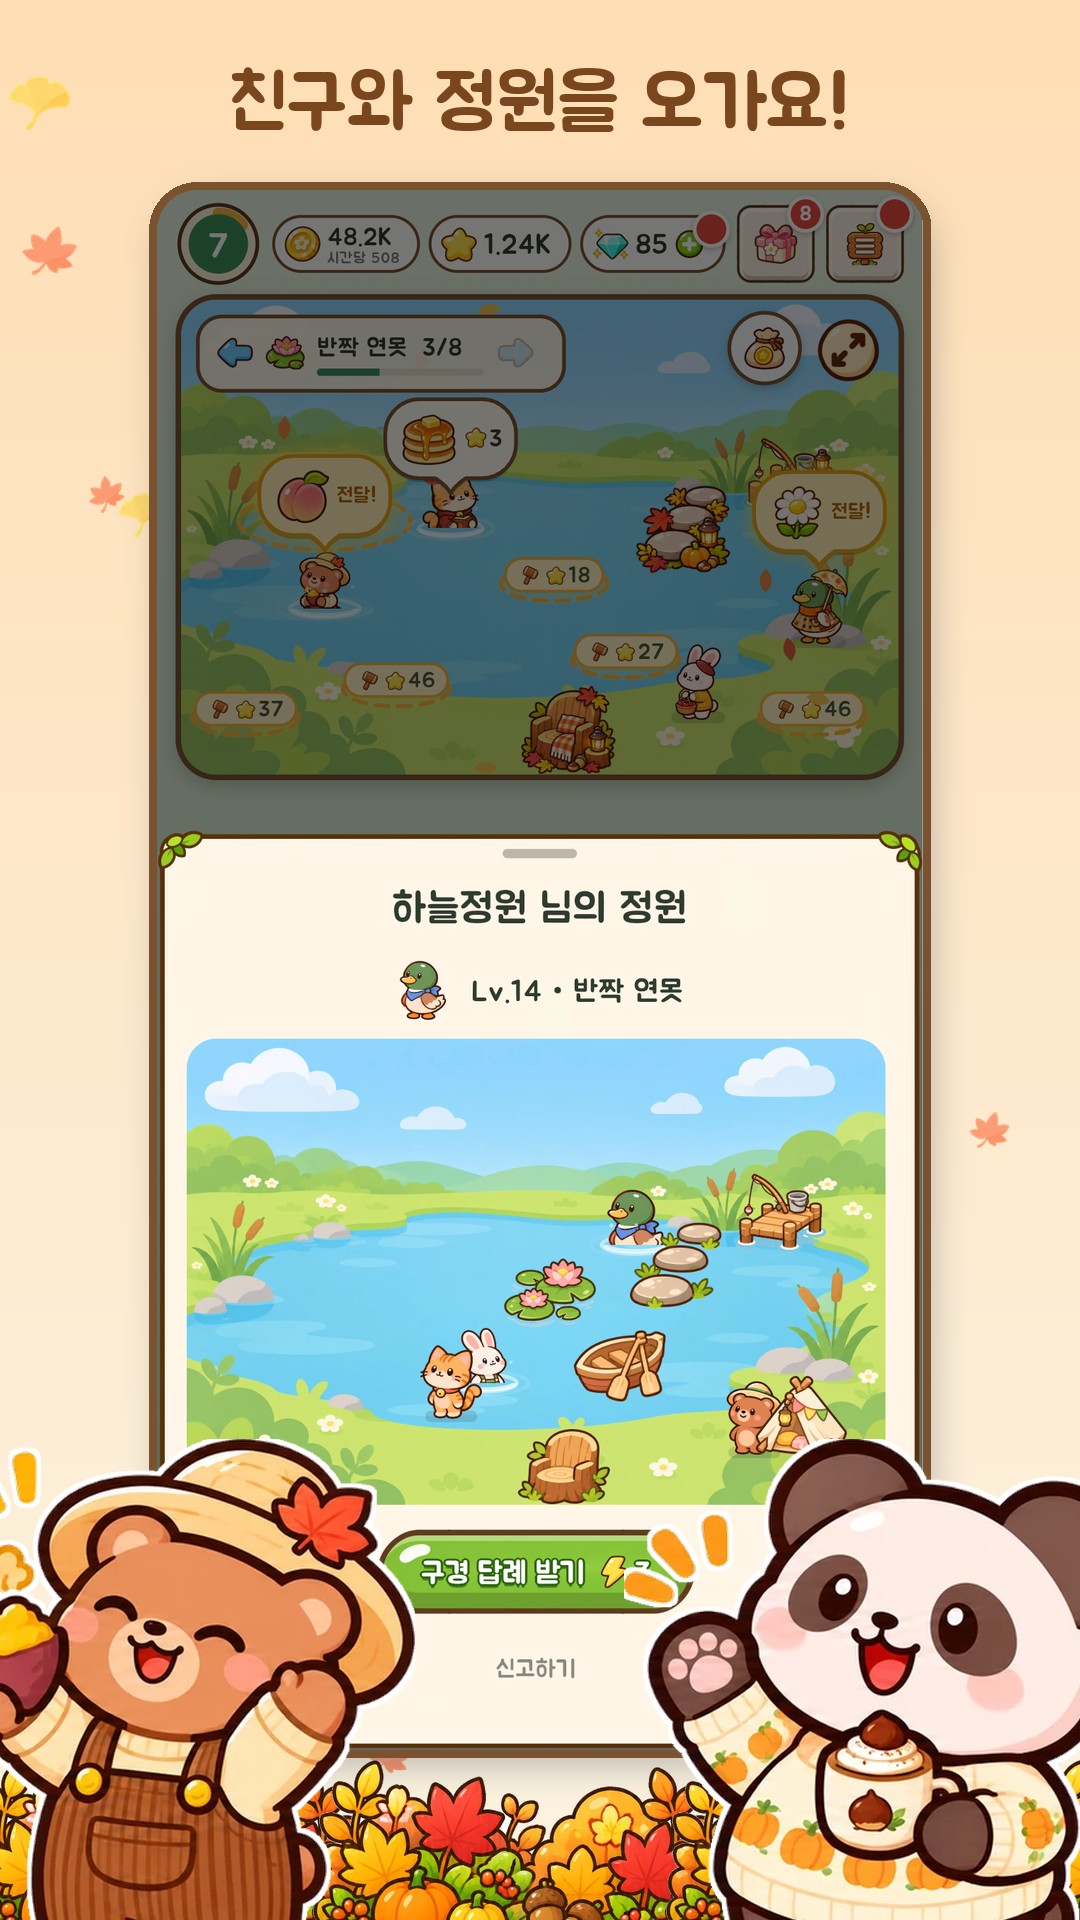 친구와 정원을 오가요!
7
48.2K
시간당 508
1.24K
85
8
반짝 연못 3/8
3
전달!
전달!
18
27
46
37
46
하늘정원 님의 정원
Lv.14 • 반짝 연못
구경 답례 받기
신고하기